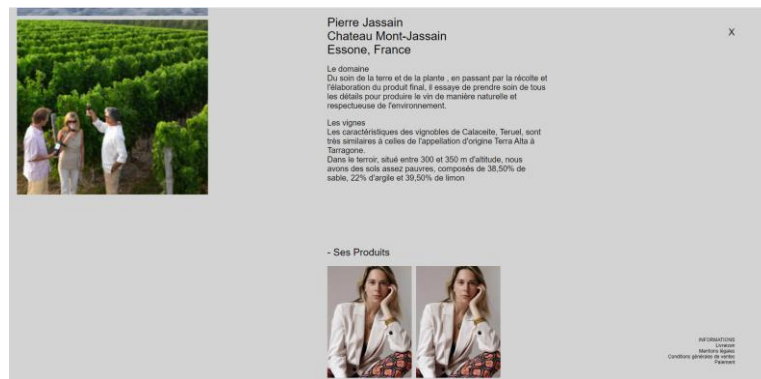 Pierre Jassain
Chateau Mont-Jassain
Essone, France
X
Le domaine
Du soin de la terre et de la plante , en passant par la récolte et
l'élaboration du produit final, il essaye de prendre soin de tous
les détails pour produire le vin de manière naturelle et
respectueuse de l'environnement.
Les vignes
Les caractéristiques des vignobles de Calaceite, Teruel, sont
très similaires à celles de l'appellation d'origine Terra Alta à
Tarragone.
Dans le terroir, situé entre 300 et 350 m d'altitude, nous
avons des sols assez pauvres, composés de 38,50% de
sable, 22% d'argile et 39,50% de limon
- Ses Produits
INFORMATIONS
Livraison
Mentions légales
Conditions générales de ventes
Paiement